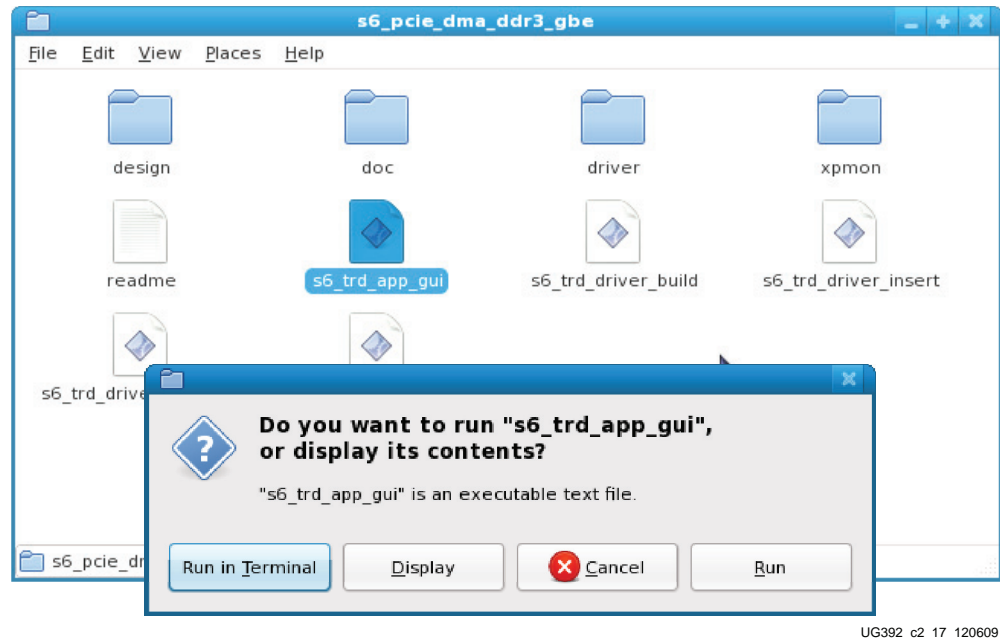 s6_pcie_dma_ddr3_gbe
File Edit View Places Help
design doc driver xpmon
readme s6_trd_app_gui s6_trd_driver_build s6_trd_driver_insert
s6_trd_drive
Do you want to run "s6_trd_app_gui",
or display its contents?
"s6_trd_app_gui" is an executable text file.
s6_pcie_dm
Run in Terminal Display Cancel Run
UG392_c2_17_120609